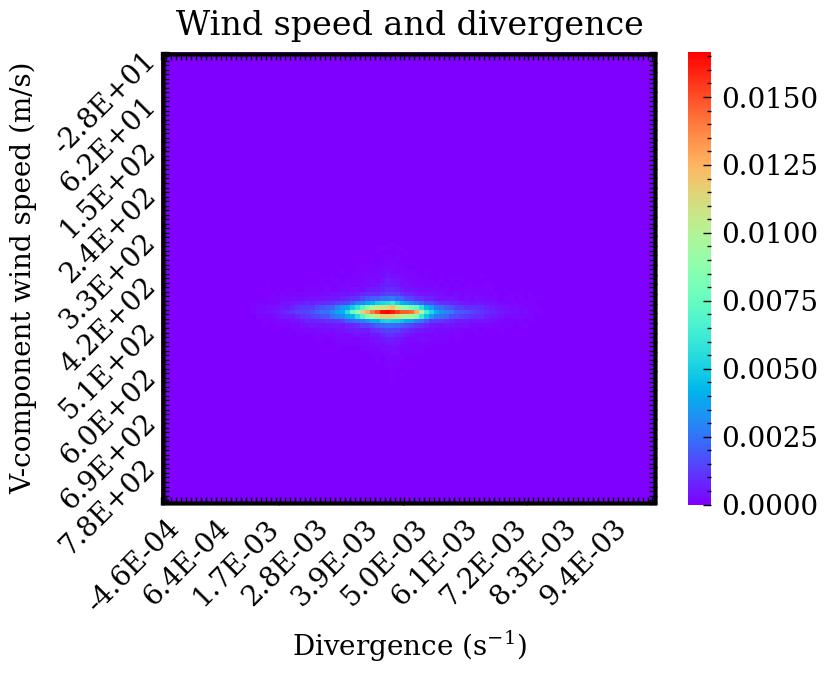 Wind speed and divergence
V-component wind speed (m/s)
-2.8E+01
6.2E+01
1.5E+02
2.4E+02
3.3E+02
4.2E+02
5.1E+02
6.0E+02
6.9E+02
7.8E+02
-4.6E-04
6.4E-04
1.7E-03
2.8E-03
3.9E-03
5.0E-03
6.1E-03
7.2E-03
8.3E-03
9.4E-03
Divergence (s⁻¹)
0.0150
0.0125
0.0100
0.0075
0.0050
0.0025
0.0000